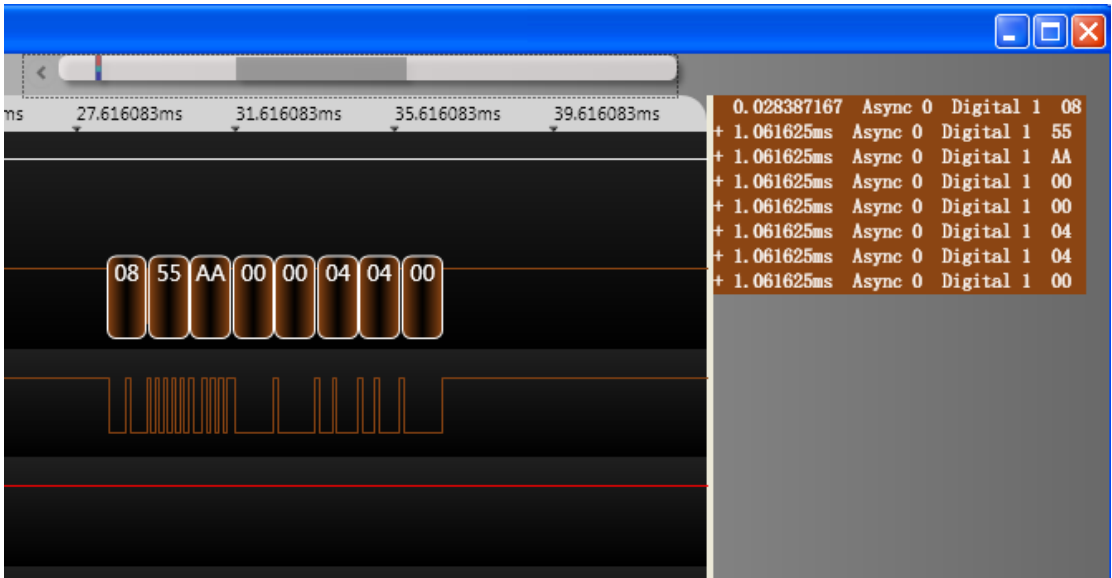 ms 27.616083ms 31.616083ms 35.616083ms 39.616083ms
08 55 AA 00 00 04 04 00
0.028387167 Async 0 Digital 1 08
+ 1.061625ms Async 0 Digital 1 55
+ 1.061625ms Async 0 Digital 1 AA
+ 1.061625ms Async 0 Digital 1 00
+ 1.061625ms Async 0 Digital 1 00
+ 1.061625ms Async 0 Digital 1 04
+ 1.061625ms Async 0 Digital 1 04
+ 1.061625ms Async 0 Digital 1 00